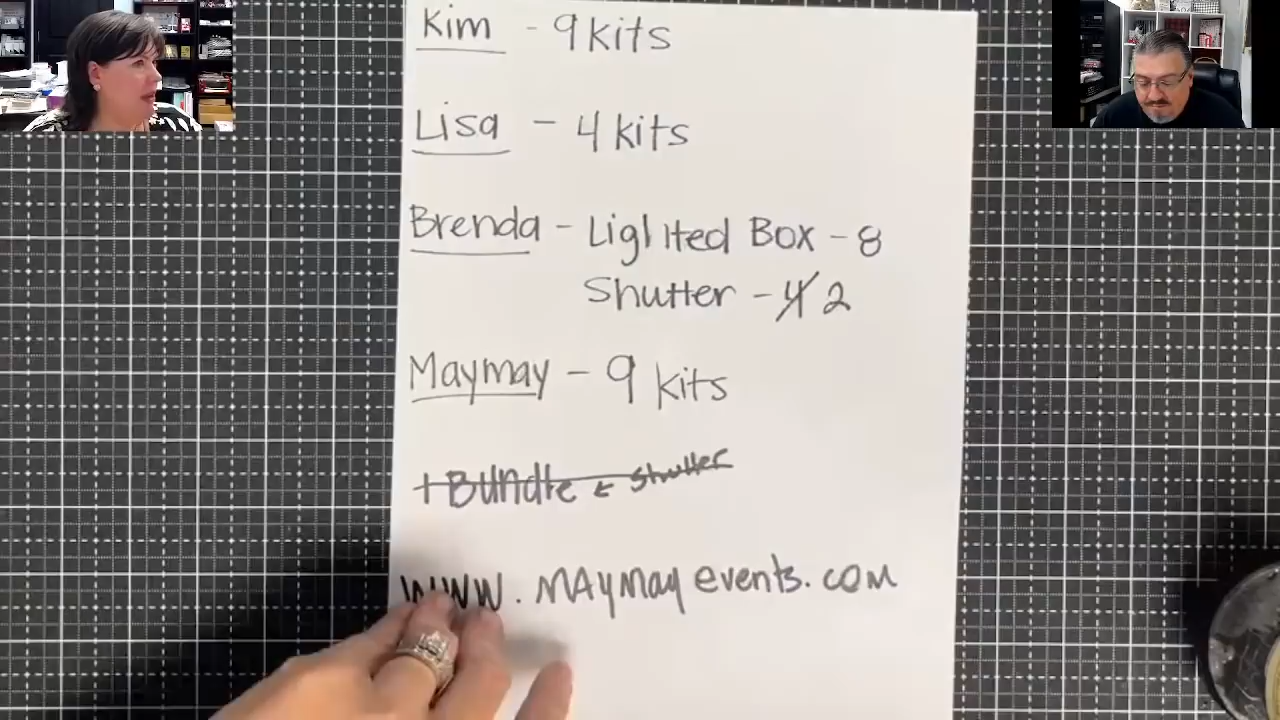 Kim - 9 kits
Lisa - 4 kits
Brenda - Lighted Box - 8
Shutter - 4 2
Maymay - 9 kits
1 Bundle ← Shutter
www.maymayevents.com